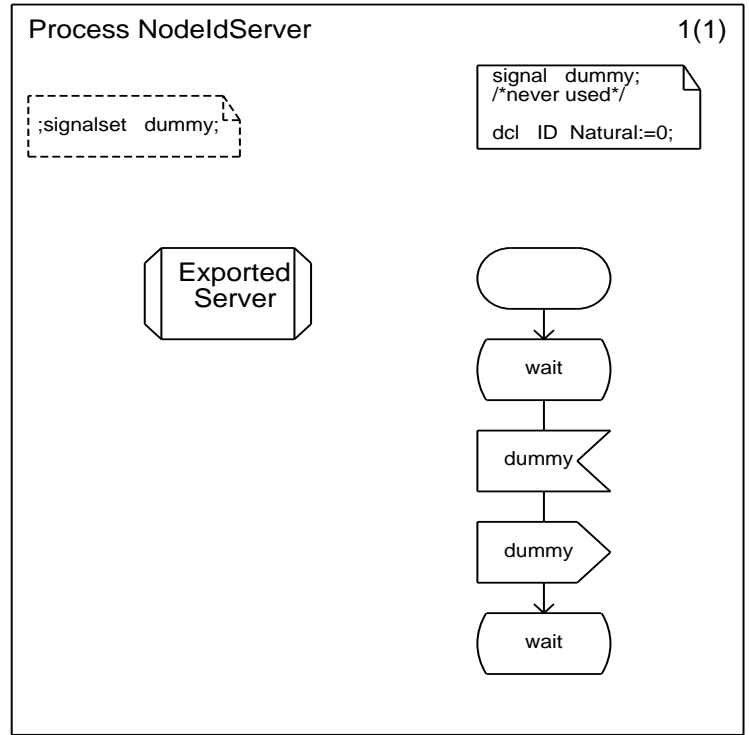 Process NodeIdServer
1(1)
;signalset dummy;
signal dummy;
/*never used*/
dcl ID Natural:=0;
Exported
Server
wait
dummy
dummy
wait